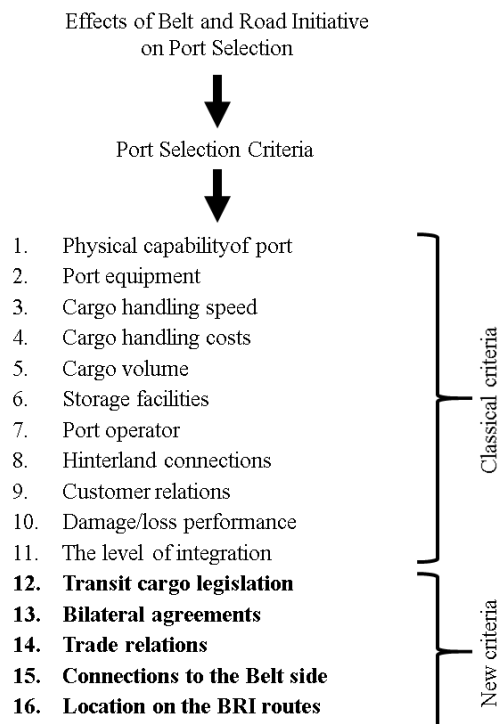 Effects of Belt and Road Initiative
on Port Selection
Port Selection Criteria
1. Physical capabilityof port
2. Port equipment
3. Cargo handling speed
4. Cargo handling costs
5. Cargo volume
6. Storage facilities
7. Port operator
8. Hinterland connections
9. Customer relations
10. Damage/loss performance
11. The level of integration
12. Transit cargo legislation
13. Bilateral agreements
14. Trade relations
15. Connections to the Belt side
16. Location on the BRI routes
Classical criteria
New criteria